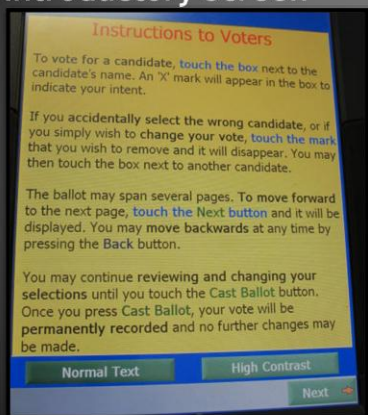 Instructions to Voters
To vote for a candidate, touch the box next to the
candidate's name. An 'X' mark will appear in the box to
indicate your intent.
If you accidentally select the wrong candidate, or if
you simply wish to change your vote, touch the mark
that you wish to remove and it will disappear. You may
then touch the box next to another candidate.
The ballot may span several pages. To move forward
to the next page, touch the Next button and it will be
displayed. You may move backwards at any time by
pressing the Back button.
You may continue reviewing and changing your
selections until you touch the Cast Ballot button.
Once you press Cast Ballot, your vote will be
permanently recorded and no further changes may
be made.
Normal Text
High Contrast
Next